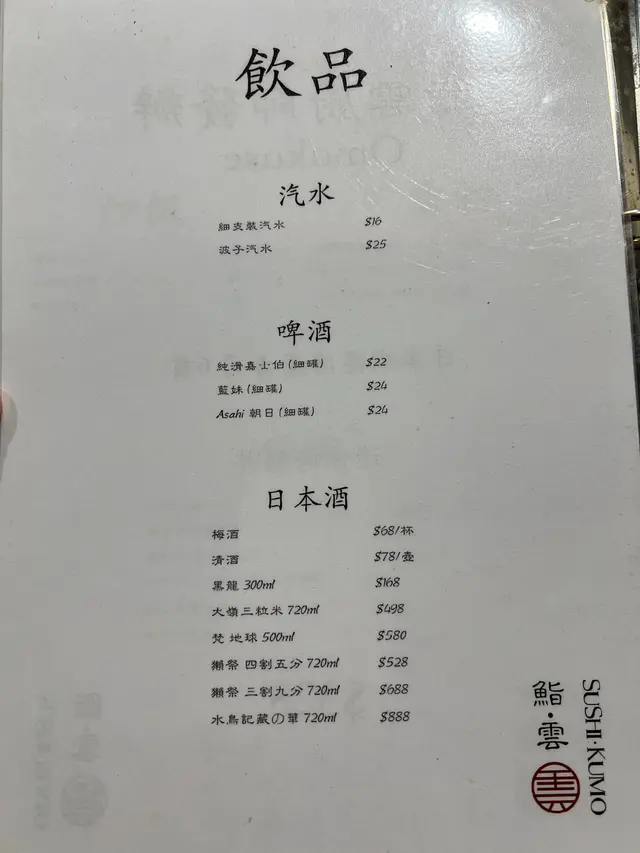 飲品
汽水
細支裝汽水 $16
波子汽水 $25
啤酒
純滑嘉士伯 (細罐) $22
藍妹 (細罐) $24
Asahi 朝日 (細罐) $24
日本酒
梅酒 $68/杯
清酒 $78/壺
黑龍 300ml $168
大嶺三粒米 720ml $498
梵 地球 500ml $580
獺祭 四割五分 720ml $528
獺祭 三割九分 720ml $688
水鳥記蔵の華 720ml $888
鮨·雲
SUSHI·KUMO